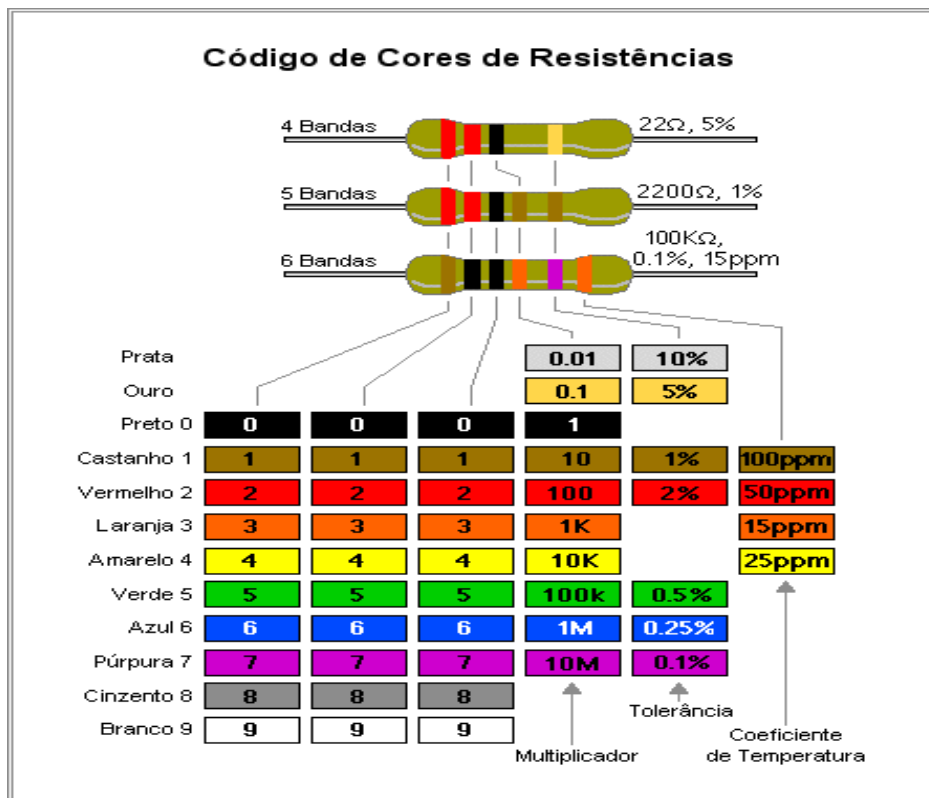 Código de Cores de Resistências
4 Bandas
22Ω, 5%
5 Bandas
2200Ω, 1%
6 Bandas
100KΩ,
0.1%, 15ppm
Prata 0.01 10%
Ouro 0.1 5%
Preto 0 0 0 0 1
Castanho 1 1 1 1 10 1% 100ppm
Vermelho 2 2 2 2 100 2% 50ppm
Laranja 3 3 3 3 1K 15ppm
Amarelo 4 4 4 4 10K 25ppm
Verde 5 5 5 5 100k 0.5%
Azul 6 6 6 6 1M 0.25%
Púrpura 7 7 7 7 10M 0.1%
Cinzento 8 8 8 8
Branco 9 9 9 9
Multiplicador
Tolerância
Coeficiente
de Temperatura